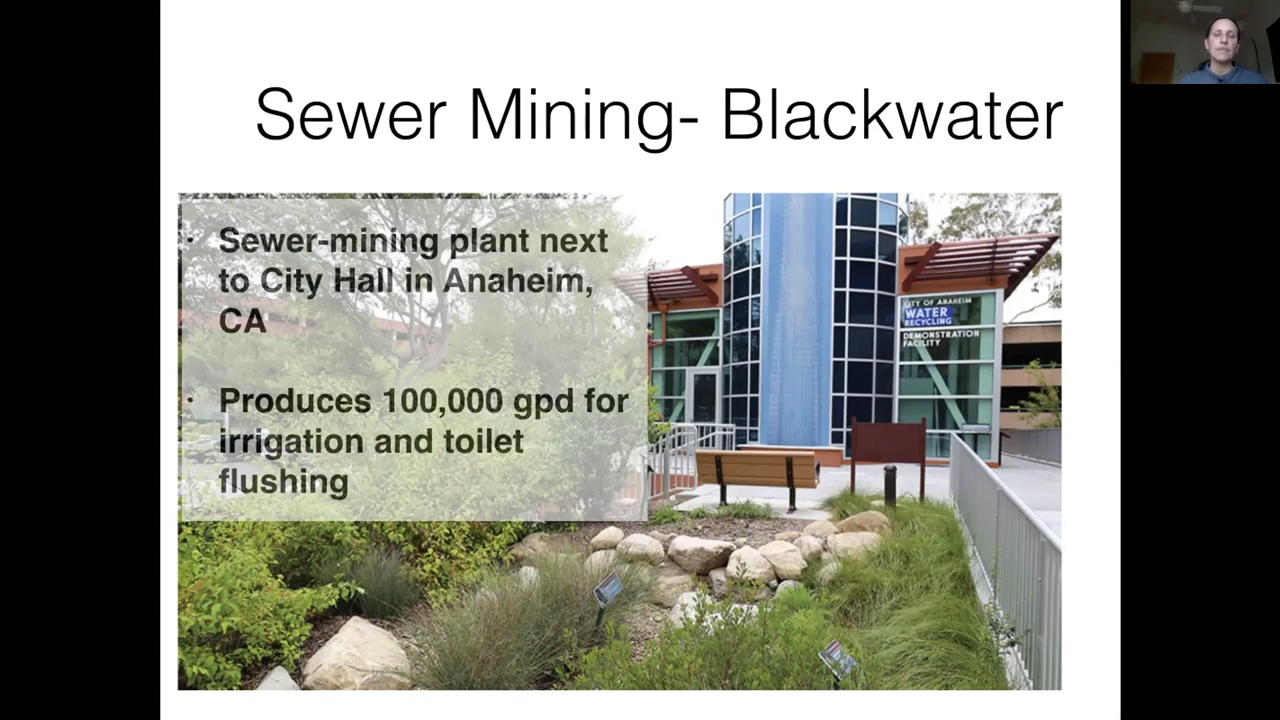 Sewer Mining- Blackwater
· Sewer-mining plant next
to City Hall in Anaheim,
CA
· Produces 100,000 gpd for
irrigation and toilet
flushing
CITY OF ANAHEIM
WATER
RECYCLING
DEMONSTRATION
FACILITY